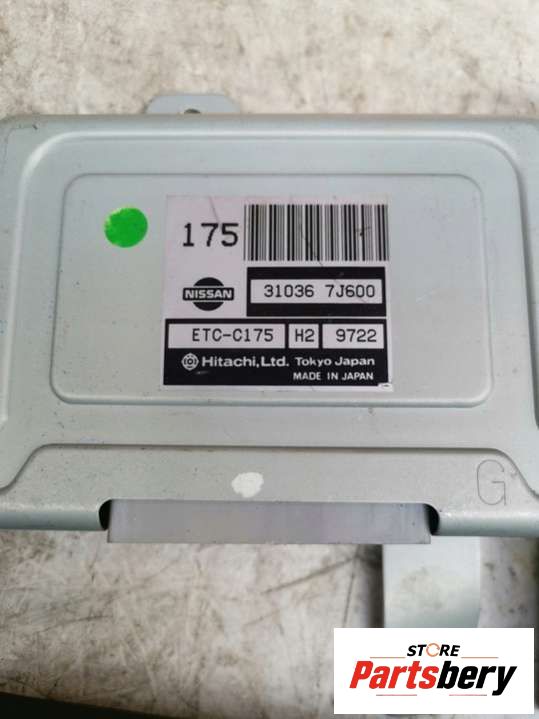 175
NISSAN
31036 7J600
ETC-C175 H2 9722
Hitachi, Ltd. Tokyo Japan
MADE IN JAPAN
G
STORE
Partsbery